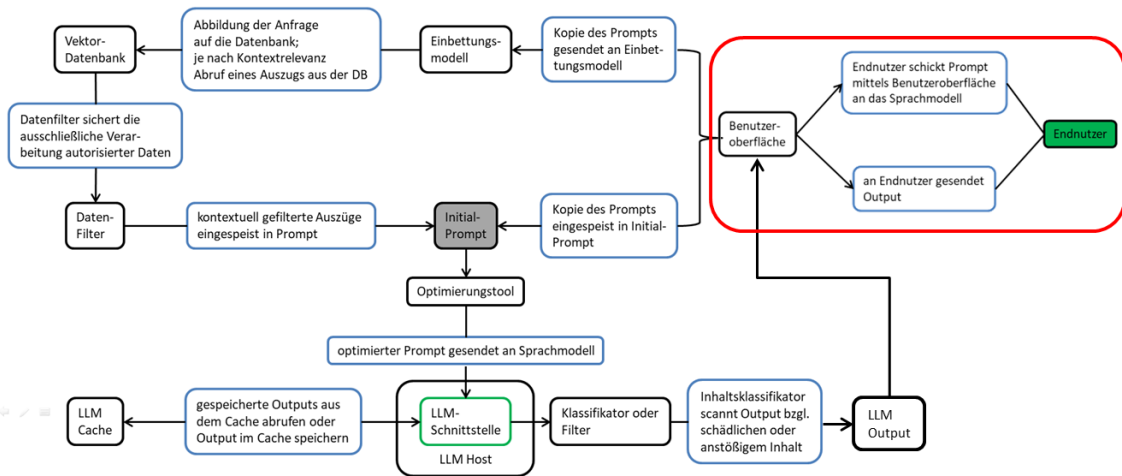 Vektor-
Datenbank
Abbildung der Anfrage
auf die Datenbank;
je nach Kontextrelevanz
Abruf eines Auszugs aus der DB
Einbettungs-
modell
Kopie des Prompts
gesendet an Einbet-
tungsmodell
Endnutzer schickt Prompt
mittels Benutzeroberfläche
an das Sprachmodell
Benutzer-
oberfläche
Endnutzer
an Endnutzer gesendet
Output
Datenfilter sichert die
ausschließliche Verar-
beitung autorisierter Daten
Daten-
Filter
kontextuell gefilterte Auszüge
eingespeist in Prompt
Initial-
Prompt
Kopie des Prompts
eingespeist in Initial-
Prompt
Optimierungstool
optimierter Prompt gesendet an Sprachmodell
LLM
Cache
gespeicherte Outputs aus
dem Cache abrufen oder
Output im Cache speichern
LLM-
Schnittstelle
LLM Host
Klassifikator oder
Filter
Inhaltsklassifikator
scannt Output bzgl.
schädlichen oder
anstößigem Inhalt
LLM
Output